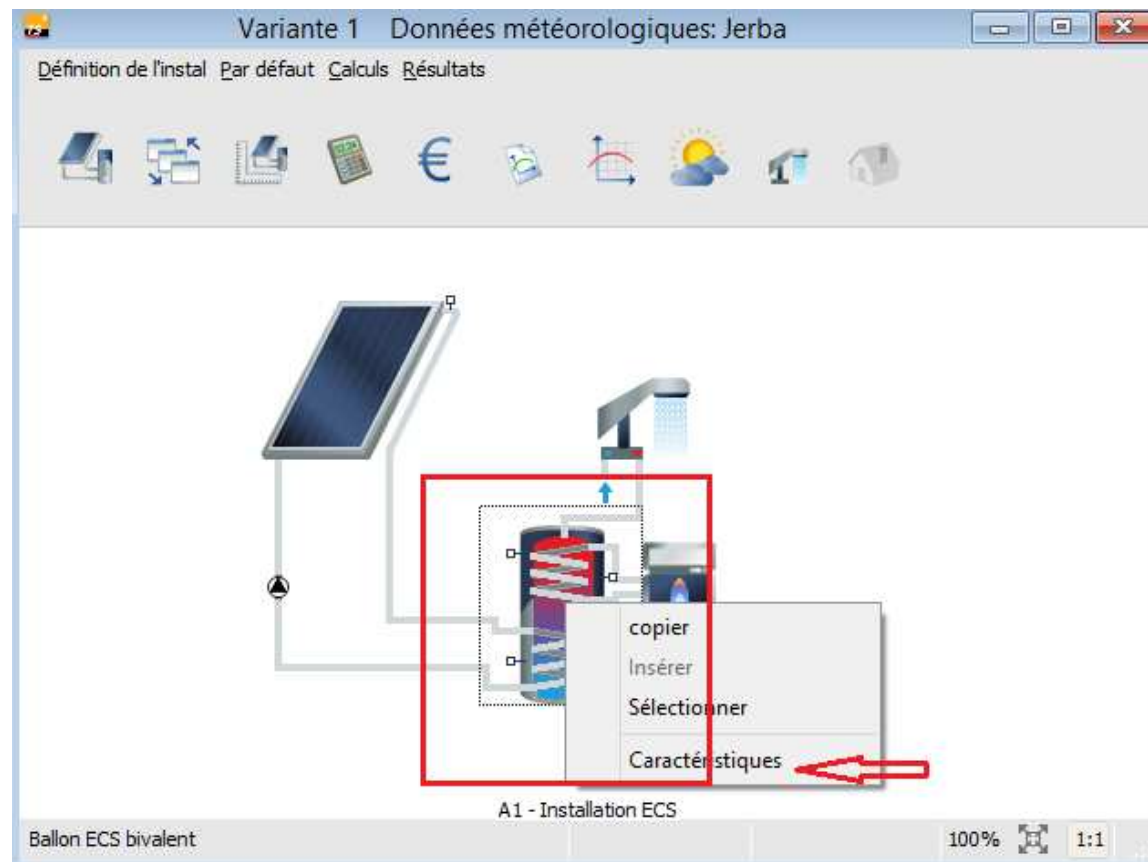 Variante 1 Données météorologiques: Jerba
Définition de l'instal Par défaut Calculs Résultats
€
copier
Insérer
Sélectionner
Caractéristiques
A1 - Installation ECS
Ballon ECS bivalent
100% 1:1